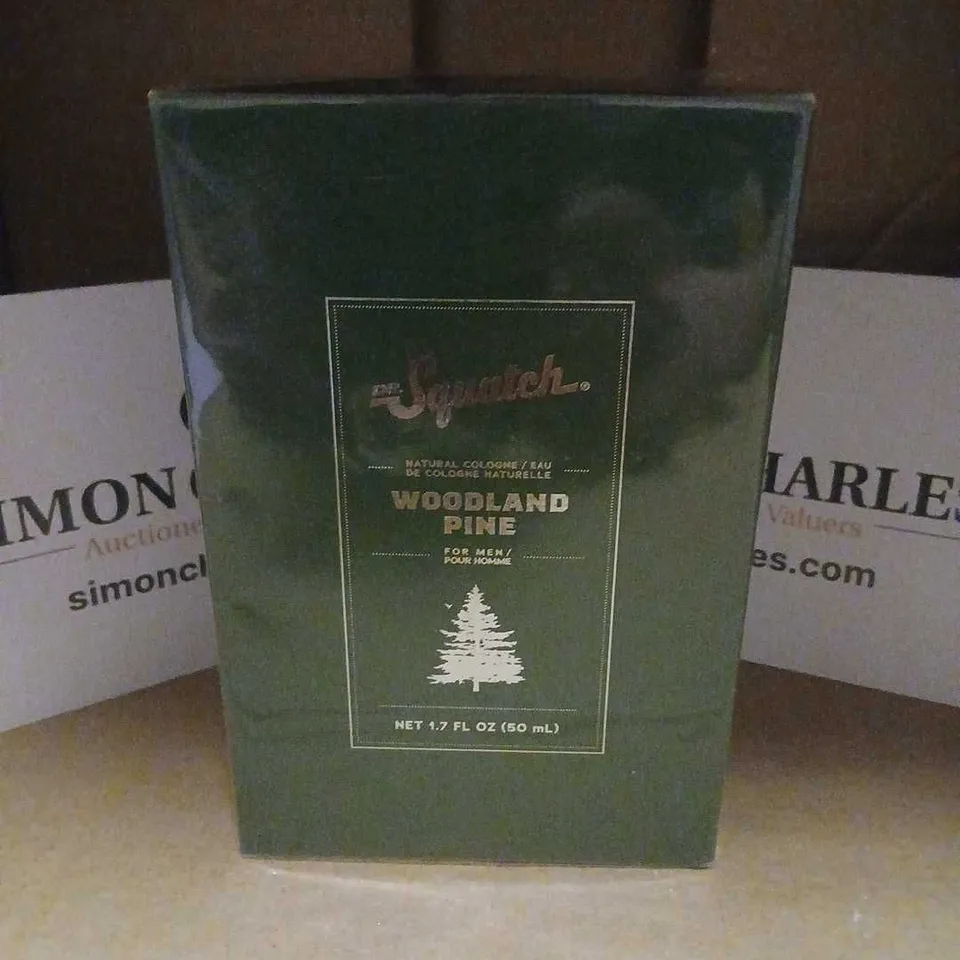 DR. Squatch®
NATURAL COLOGNE / EAU
DE COLOGNE NATURELLE
WOODLAND
PINE
FOR MEN /
POUR HOMME
NET 1.7 FL OZ (50 mL)
IMON
Auctione
simoncl
HARLES
Valuers
es.com